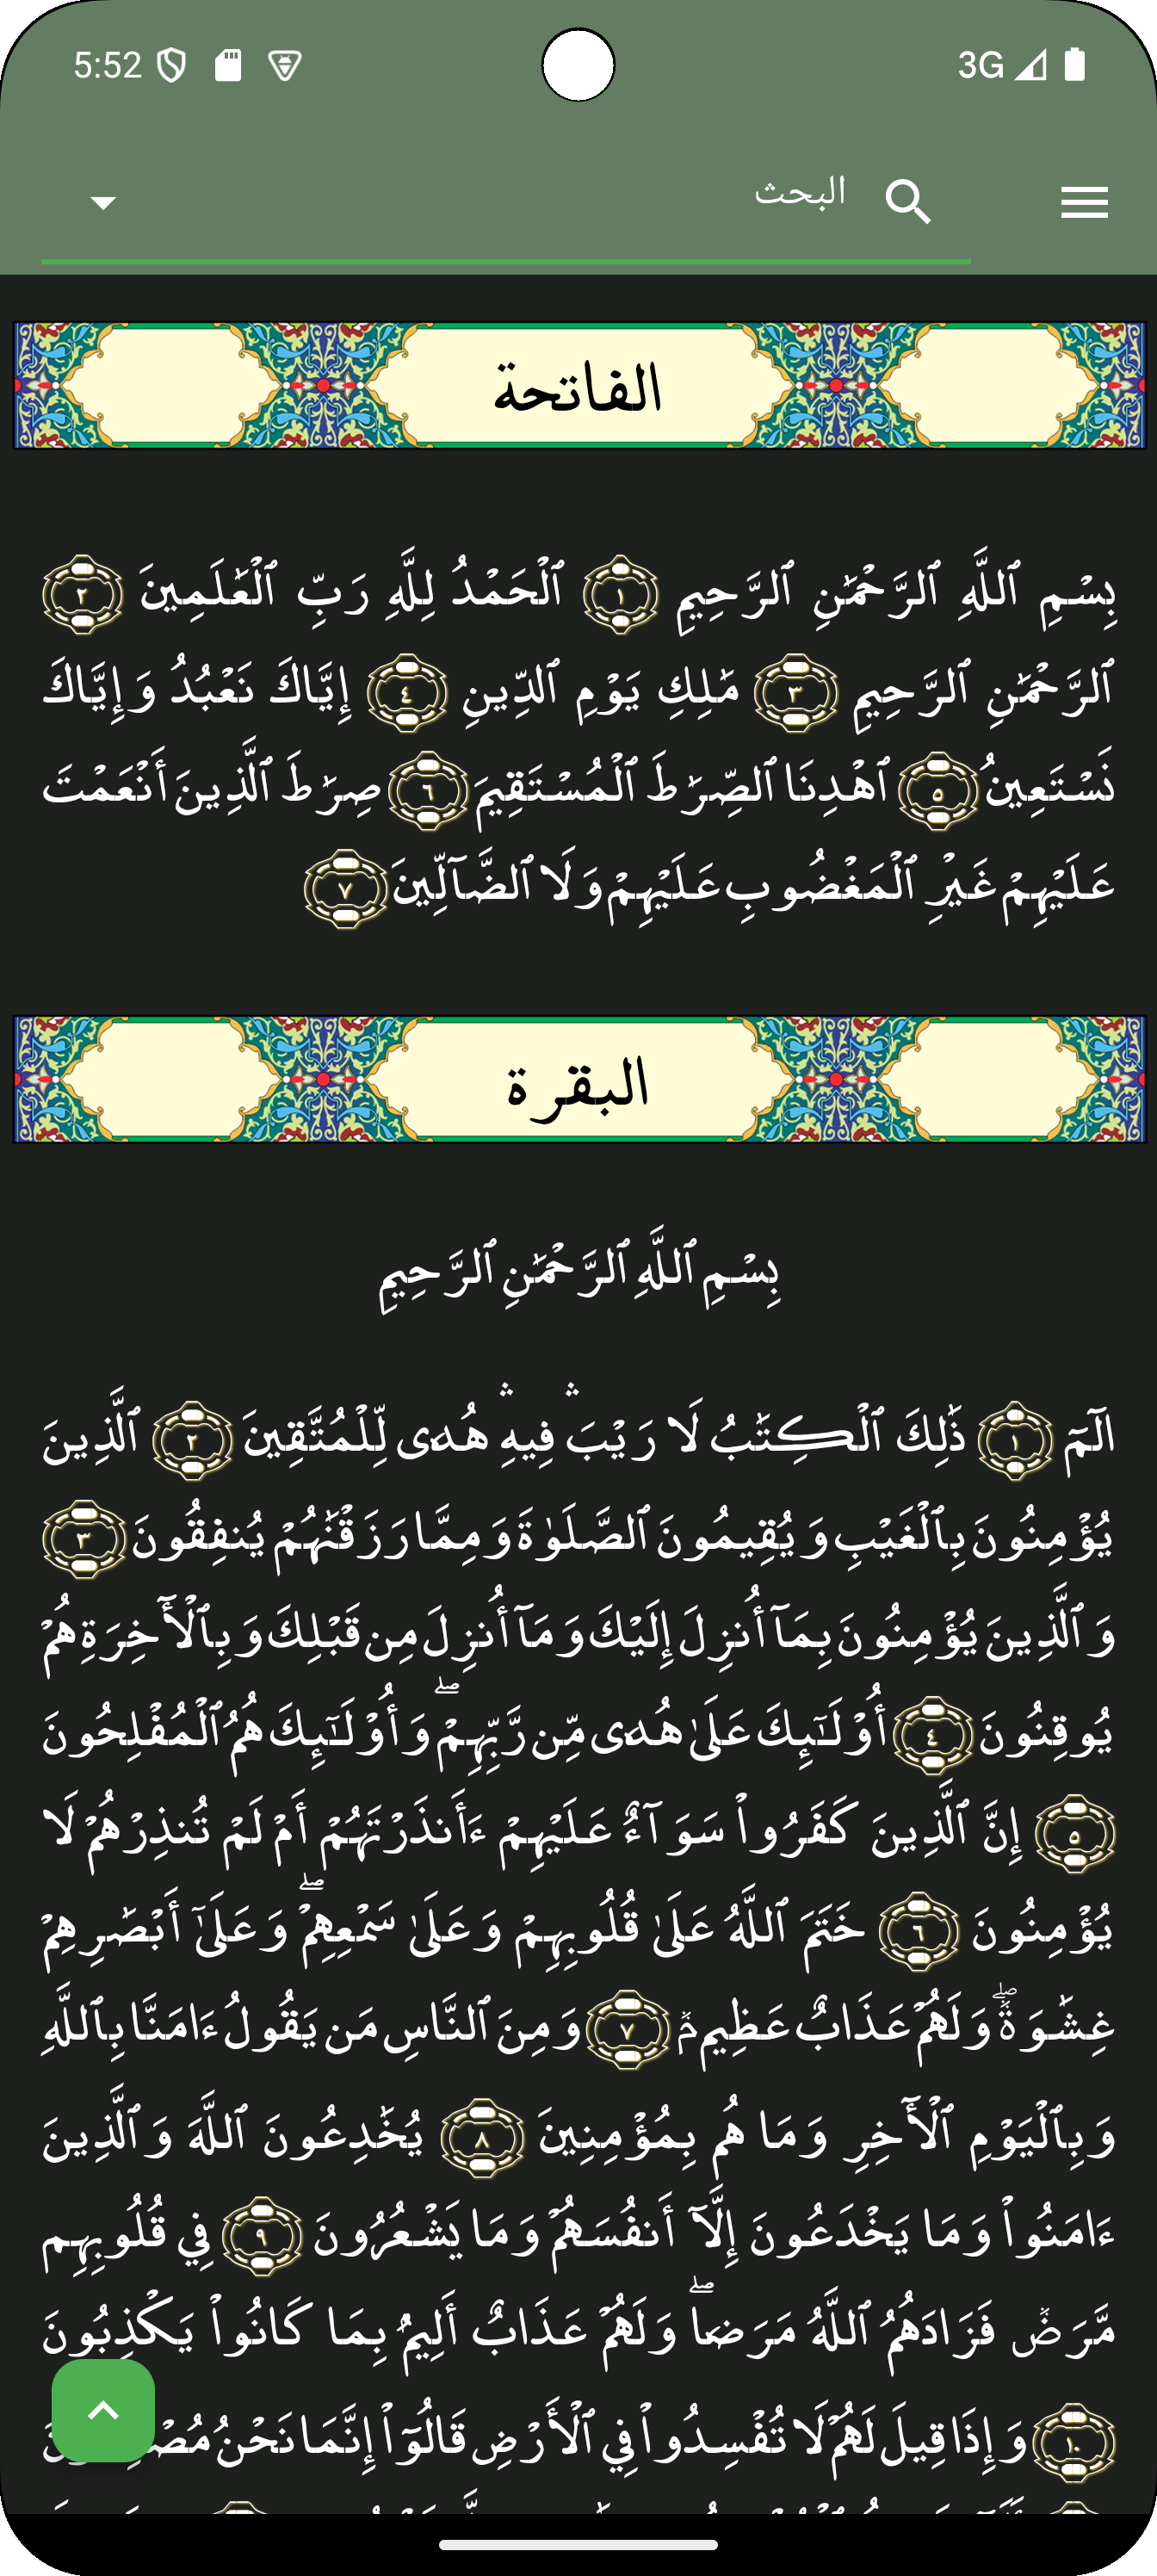 5:52 3G
البحث
الفاتحة
بِسْمِ ٱللَّهِ ٱلرَّحْمَٰنِ ٱلرَّحِيمِ ١ ٱلْحَمْدُ لِلَّهِ رَبِّ ٱلْعَٰلَمِينَ ٢
ٱلرَّحْمَٰنِ ٱلرَّحِيمِ ٣ مَٰلِكِ يَوْمِ ٱلدِّينِ ٤ إِيَّاكَ نَعْبُدُ وَإِيَّاكَ
نَسْتَعِينُ ٥ ٱهْدِنَا ٱلصِّرَٰطَ ٱلْمُسْتَقِيمَ ٦ صِرَٰطَ ٱلَّذِينَ أَنْعَمْتَ
عَلَيْهِمْ غَيْرِ ٱلْمَغْضُوبِ عَلَيْهِمْ وَلَا ٱلضَّآلِّينَ ٧
البقرة
بِسْمِ ٱللَّهِ ٱلرَّحْمَٰنِ ٱلرَّحِيمِ
الٓمٓ ١ ذَٰلِكَ ٱلْكِتَٰبُ لَا رَيْبَ ۛ فِيهِ ۛ هُدٗى لِّلْمُتَّقِينَ ٢ ٱلَّذِينَ
يُؤْمِنُونَ بِٱلْغَيْبِ وَيُقِيمُونَ ٱلصَّلَوٰةَ وَمِمَّا رَزَقْنَٰهُمْ يُنفِقُونَ ٣
وَٱلَّذِينَ يُؤْمِنُونَ بِمَآ أُنزِلَ إِلَيْكَ وَمَآ أُنزِلَ مِن قَبْلِكَ وَبِٱلْأٓخِرَةِ هُمْ
يُوقِنُونَ ٤ أُوْلَٰٓئِكَ عَلَىٰ هُدٗى مِّن رَّبِّهِمْ ۖ وَأُوْلَٰٓئِكَ هُمُ ٱلْمُفْلِحُونَ
٥ إِنَّ ٱلَّذِينَ كَفَرُواْ سَوَآءٌ عَلَيْهِمْ ءَأَنذَرْتَهُمْ أَمْ لَمْ تُنذِرْهُمْ لَا
يُؤْمِنُونَ ٦ خَتَمَ ٱللَّهُ عَلَىٰ قُلُوبِهِمْ وَعَلَىٰ سَمْعِهِمْ ۖ وَعَلَىٰٓ أَبْصَٰرِهِمْ
غِشَٰوَةٞ ۖ وَلَهُمْ عَذَابٌ عَظِيمٞ ٧ وَمِنَ ٱلنَّاسِ مَن يَقُولُ ءَامَنَّا بِٱللَّهِ
وَبِٱلْيَوْمِ ٱلْأٓخِرِ وَمَا هُم بِمُؤْمِنِينَ ٨ يُخَٰدِعُونَ ٱللَّهَ وَٱلَّذِينَ
ءَامَنُواْ وَمَا يَخْدَعُونَ إِلَّآ أَنفُسَهُمْ وَمَا يَشْعُرُونَ ٩ فِي قُلُوبِهِم
مَّرَضٞ فَزَادَهُمُ ٱللَّهُ مَرَضٗا ۖ وَلَهُمْ عَذَابٌ أَلِيمُۢ بِمَا كَانُواْ يَكْذِبُونَ
١٠ وَإِذَا قِيلَ لَهُمْ لَا تُفْسِدُواْ فِي ٱلْأَرْضِ قَالُوٓاْ إِنَّمَا نَحْنُ